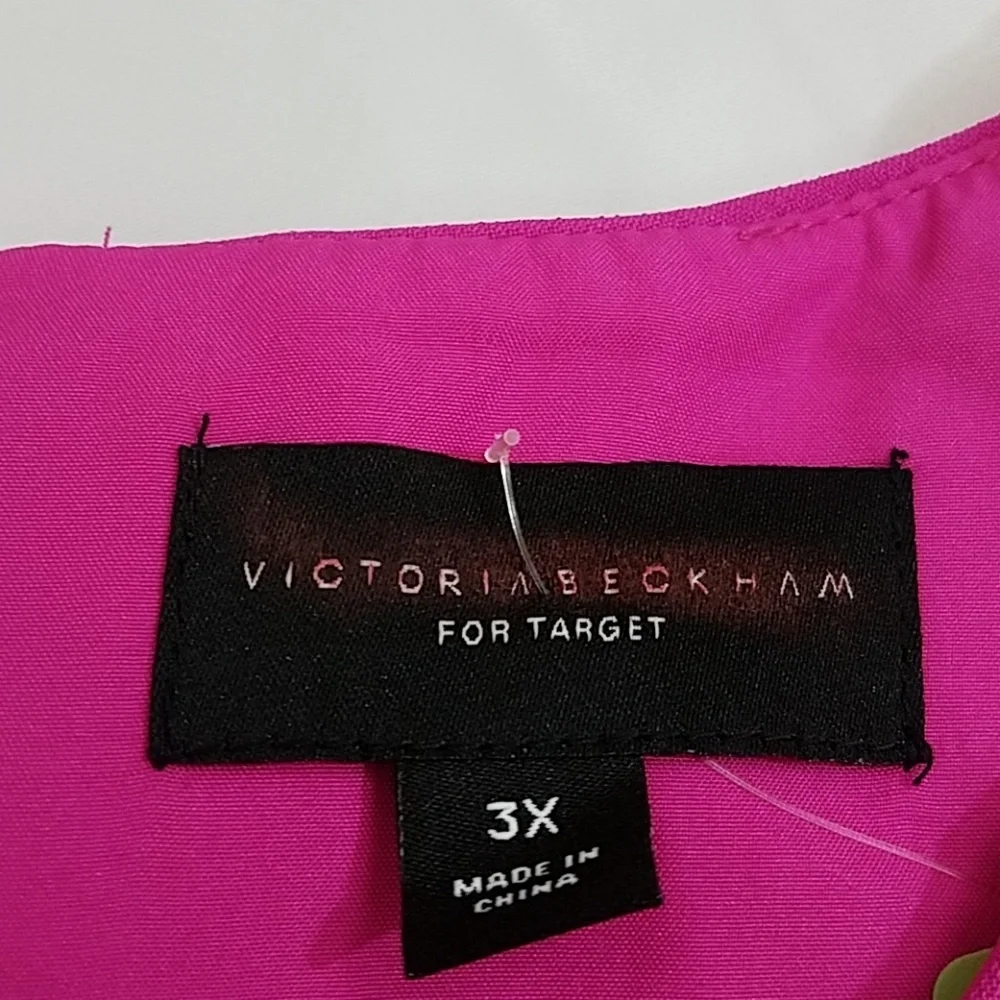 VICTORIA BECKHAM
FOR TARGET
3X
MADE IN
CHINA